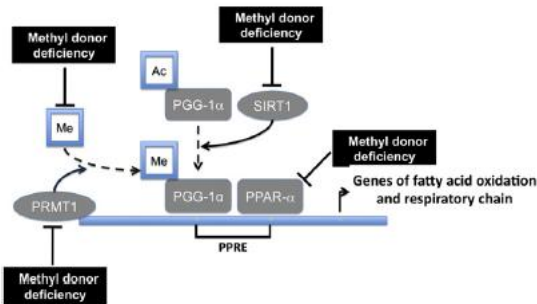 Methyl donor
deficiency
Methyl donor
deficiency
Ac
PGG-1α
SIRT1
Me
Methyl donor
deficiency
Me
Genes of fatty acid oxidation
and respiratory chain
PRMT1
PGG-1α
PPAR-α
PPRE
Methyl donor
deficiency